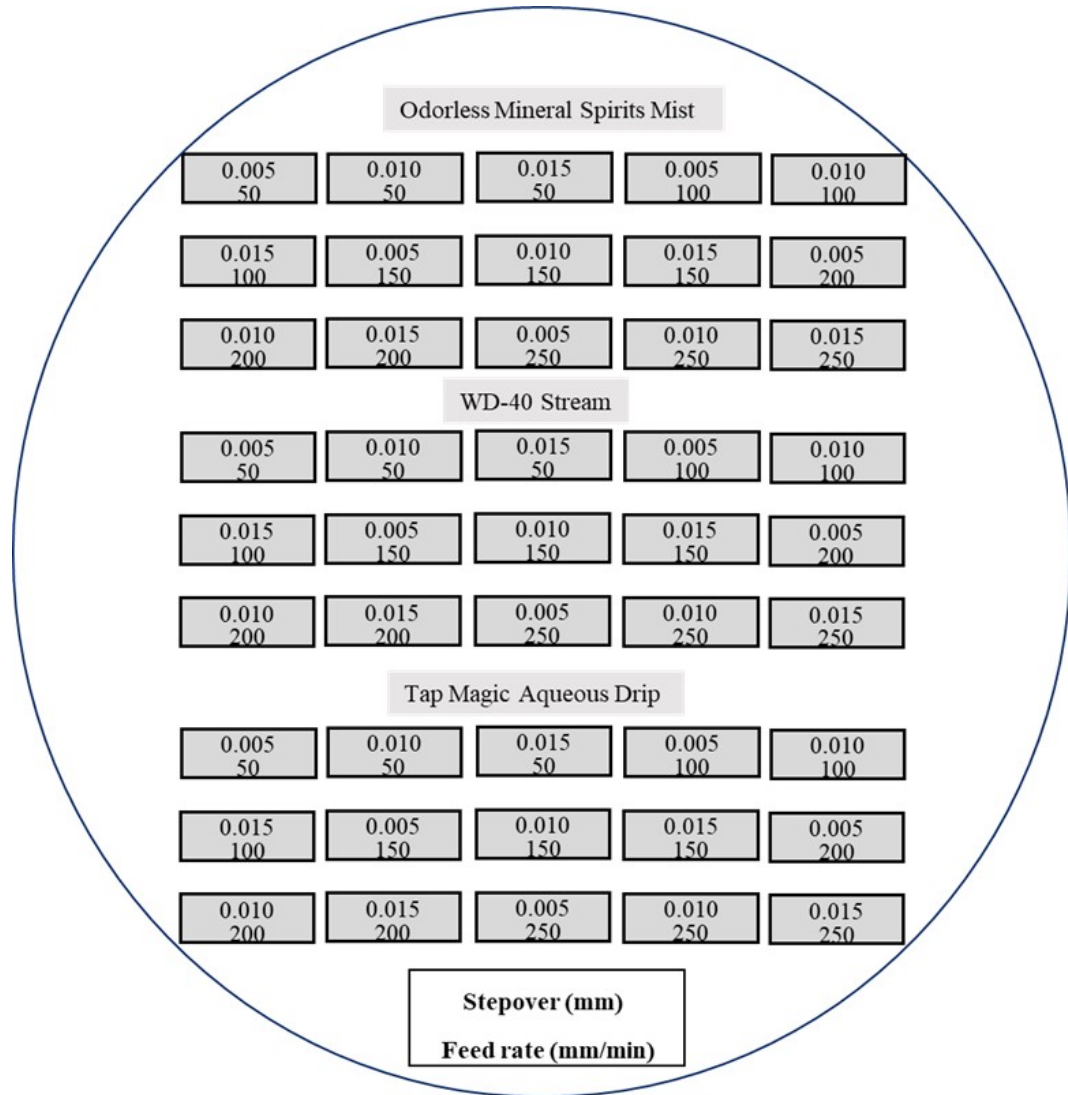 Odorless Mineral Spirits Mist
0.005 0.010 0.015 0.005 0.010
50 50 50 100 100
0.015 0.005 0.010 0.015 0.005
100 150 150 150 200
0.010 0.015 0.005 0.010 0.015
200 200 250 250 250
WD-40 Stream
0.005 0.010 0.015 0.005 0.010
50 50 50 100 100
0.015 0.005 0.010 0.015 0.005
100 150 150 150 200
0.010 0.015 0.005 0.010 0.015
200 200 250 250 250
Tap Magic Aqueous Drip
0.005 0.010 0.015 0.005 0.010
50 50 50 100 100
0.015 0.005 0.010 0.015 0.005
100 150 150 150 200
0.010 0.015 0.005 0.010 0.015
200 200 250 250 250
Stepover (mm)
Feed rate (mm/min)